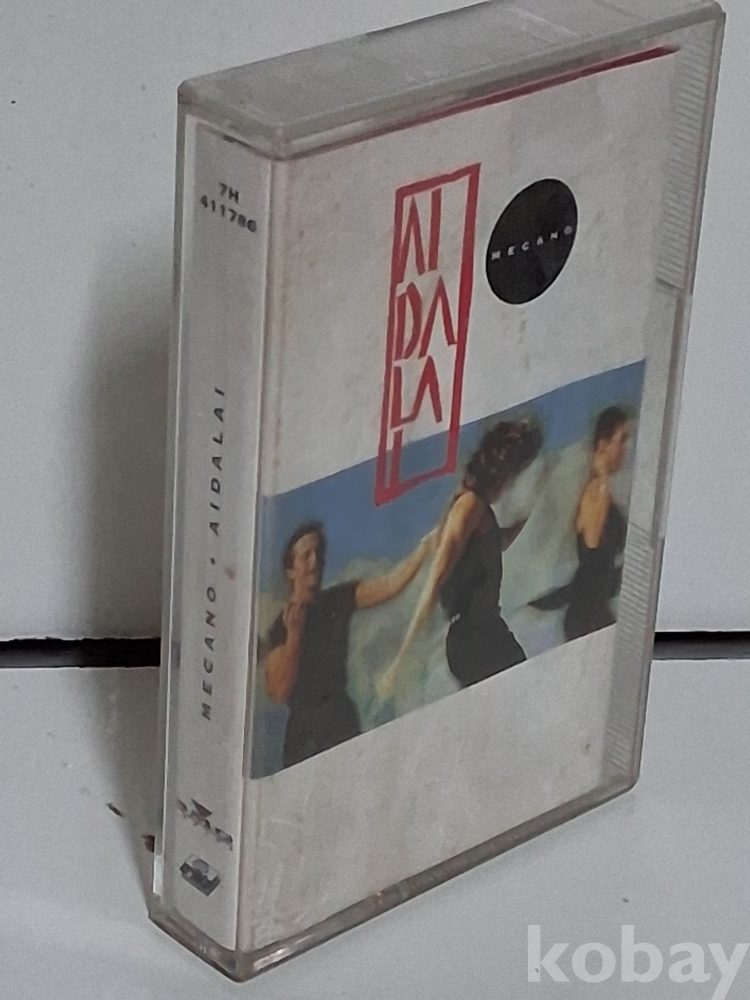 7H
411786
MECANO • AIDALAI
AI
DA
LA
I
MECANO
kobay